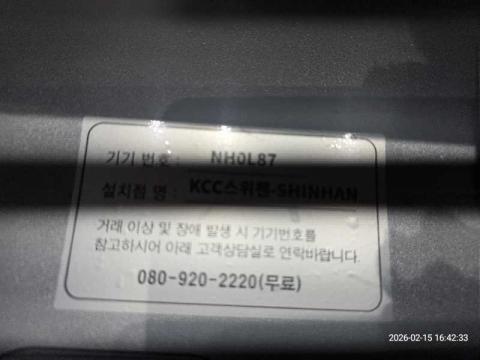 기기 번호 : NH0L87
설치점 명 : KCC스위첸-SHINHAN
거래 이상 및 장애 발생 시 기기번호를
참고하시어 아래 고객상담실로 연락바랍니다.
080-920-2220(무료)
2026-02-15 16:42:33